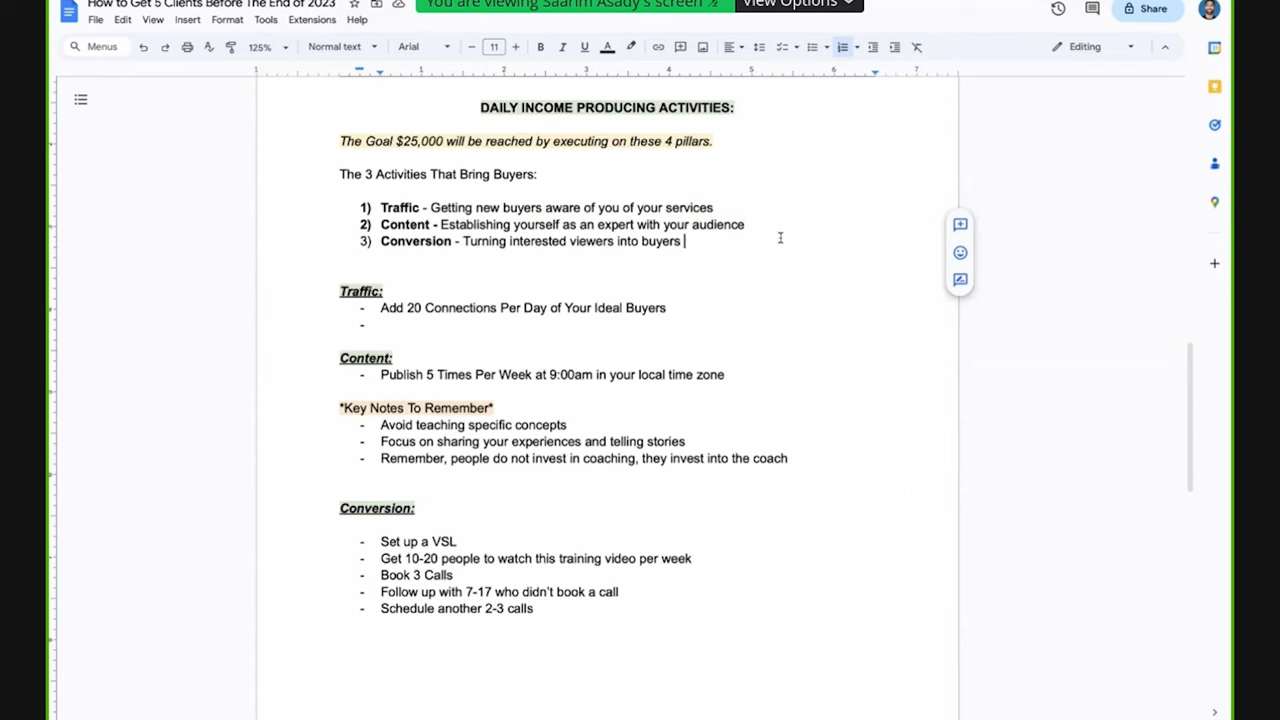 How to Get 5 Clients Before The End of 2023
You are viewing Saarim Asady's screen
View Options
Share
File Edit View Insert Format Tools Extensions Help
Menus 125% Normal text Arial 11 B I U A Editing
1 1 2 3 4 5 6 7
DAILY INCOME PRODUCING ACTIVITIES:
The Goal $25,000 will be reached by executing on these 4 pillars.
The 3 Activities That Bring Buyers:
1) Traffic - Getting new buyers aware of you of your services
2) Content - Establishing yourself as an expert with your audience
3) Conversion - Turning interested viewers into buyers
Traffic:
- Add 20 Connections Per Day of Your Ideal Buyers
-
Content:
- Publish 5 Times Per Week at 9:00am in your local time zone
*Key Notes To Remember*
- Avoid teaching specific concepts
- Focus on sharing your experiences and telling stories
- Remember, people do not invest in coaching, they invest into the coach
Conversion:
- Set up a VSL
- Get 10-20 people to watch this training video per week
- Book 3 Calls
- Follow up with 7-17 who didn't book a call
- Schedule another 2-3 calls